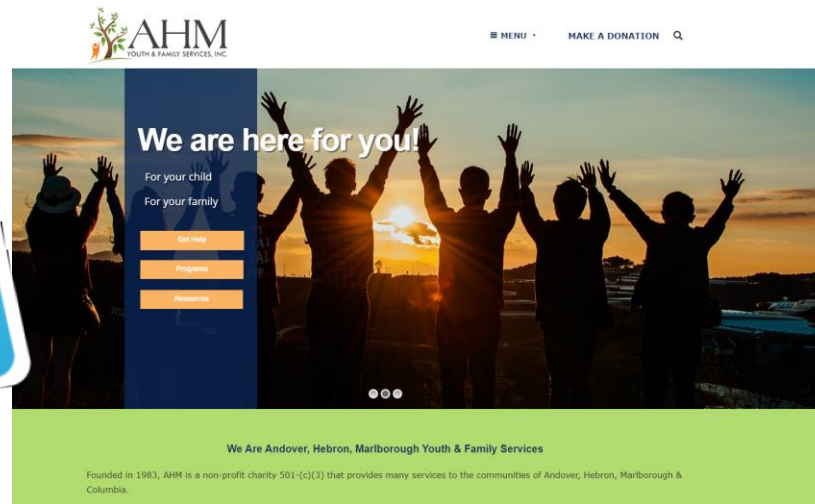 AHM
YOUTH & FAMILY SERVICES, INC.
≡ MENU
MAKE A DONATION
We are here for you!
For your child
For your family
Get Help
Programs
Resources
We Are Andover, Hebron, Marlborough Youth & Family Services
Founded in 1983, AHM is a non-profit charity 501-(c)(3) that provides many services to the communities of Andover, Hebron, Marlborough &
Columbia.